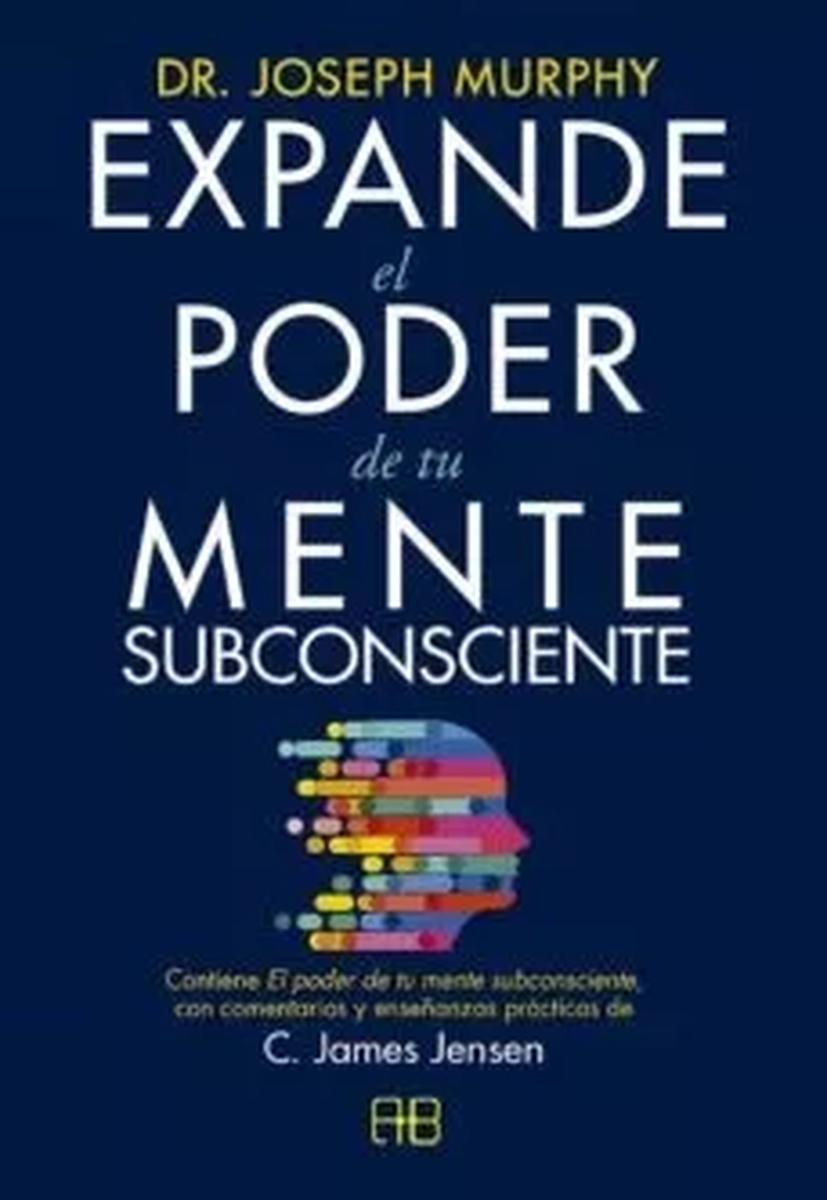 DR. JOSEPH MURPHY
EXPANDE
el
PODER
de tu
MENTE
SUBCONSCIENTE
Contiene El poder de tu mente subconsciente,
con comentarios y enseñanzas prácticas de
C. James Jensen
AB